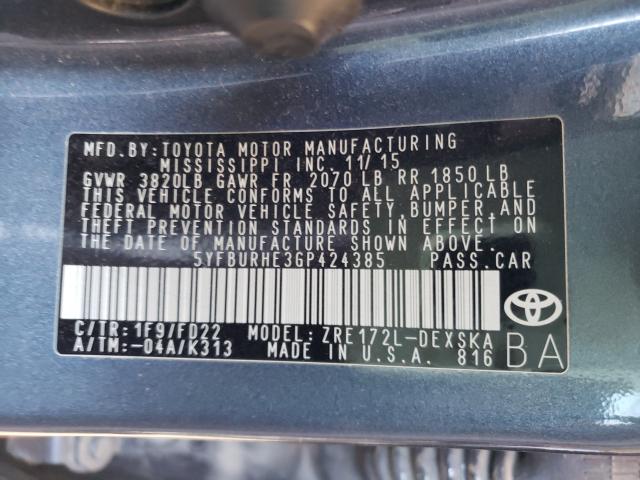 MFD.BY:TOYOTA MOTOR MANUFACTURING
MISSISSIPPI INC. 11/15
GVWR 3820LB GAWR FR. 2070 LB RR 1850 LB
THIS VEHICLE CONFORMS TO ALL APPLICABLE
FEDERAL MOTOR VEHICLE SAFETY, BUMPER, AND
THEFT PREVENTION STANDARDS IN EFFECT ON
THE DATE OF MANUFACTURE SHOWN ABOVE.
5YFBURHE3GP424385 PASS.CAR
C/TR: 1F9/FD22 MODEL: ZRE172L-DEXSKA
A/TM: -04A/K313 MADE IN U.S.A. 816
BA